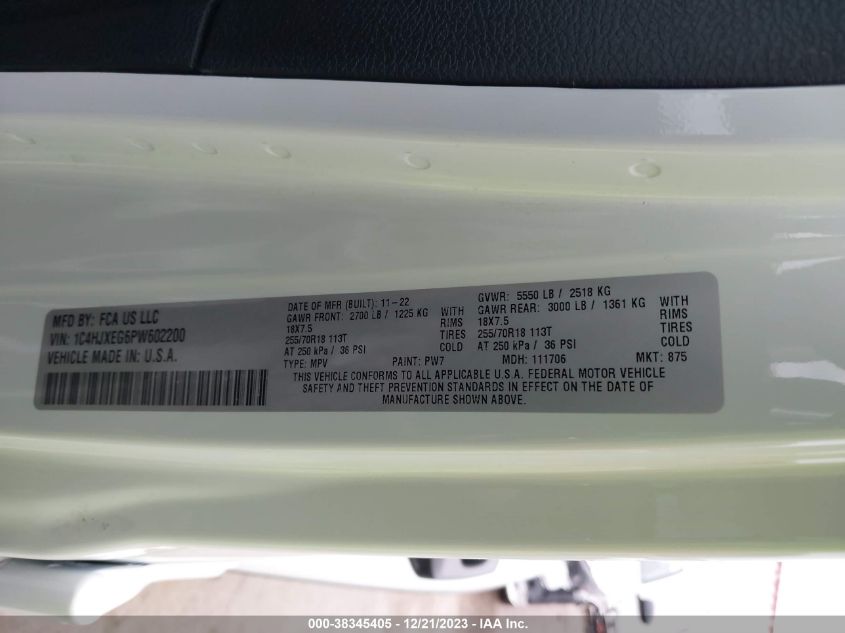 MFD BY: FCA US LLC
VIN: 1C4HJXEG6PW602200
VEHICLE MADE IN U.S.A.
DATE OF MFR (BUILT): 11-22
GAWR FRONT: 2700 LB / 1225 KG WITH
18X7.5 RIMS
255/70R18 113T TIRES
AT 250 kPa / 36 PSI COLD
GVWR: 5550 LB / 2518 KG
GAWR REAR: 3000 LB / 1361 KG WITH
18X7.5 RIMS
255/70R18 113T TIRES
AT 250 kPa / 36 PSI COLD
TYPE: MPV PAINT: PW7 MDH: 111706 MKT: 875
THIS VEHICLE CONFORMS TO ALL APPLICABLE U.S.A. FEDERAL MOTOR VEHICLE
SAFETY AND THEFT PREVENTION STANDARDS IN EFFECT ON THE DATE OF
MANUFACTURE SHOWN ABOVE.
000-38345405 - 12/21/2023 - IAA Inc.